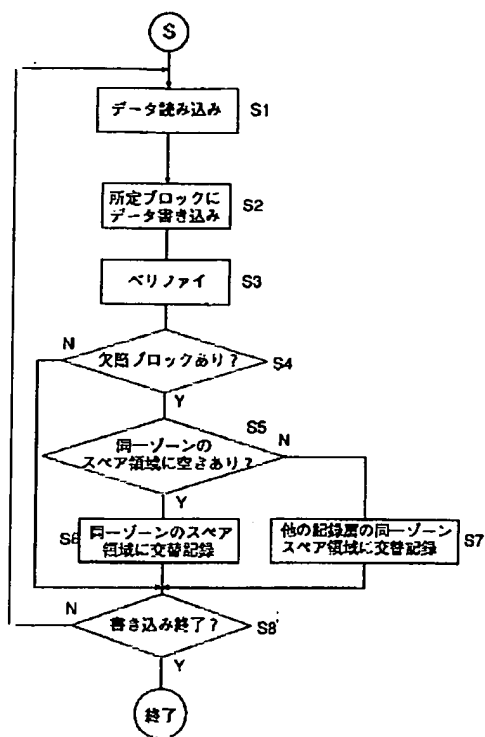 S
データ読み込み
S1
所定ブロックに
データ書き込み
S2
ベリファイ
S3
N
欠陥ブロックあり?
S4
Y
S5
同一ゾーンの
スペア領域に空きあり?
N
Y
S6
同一ゾーンのスペア
領域に交替記録
他の記録層の同一ゾーン
スペア領域に交替記録
S7
N
書き込み終了?
S8
Y
終了